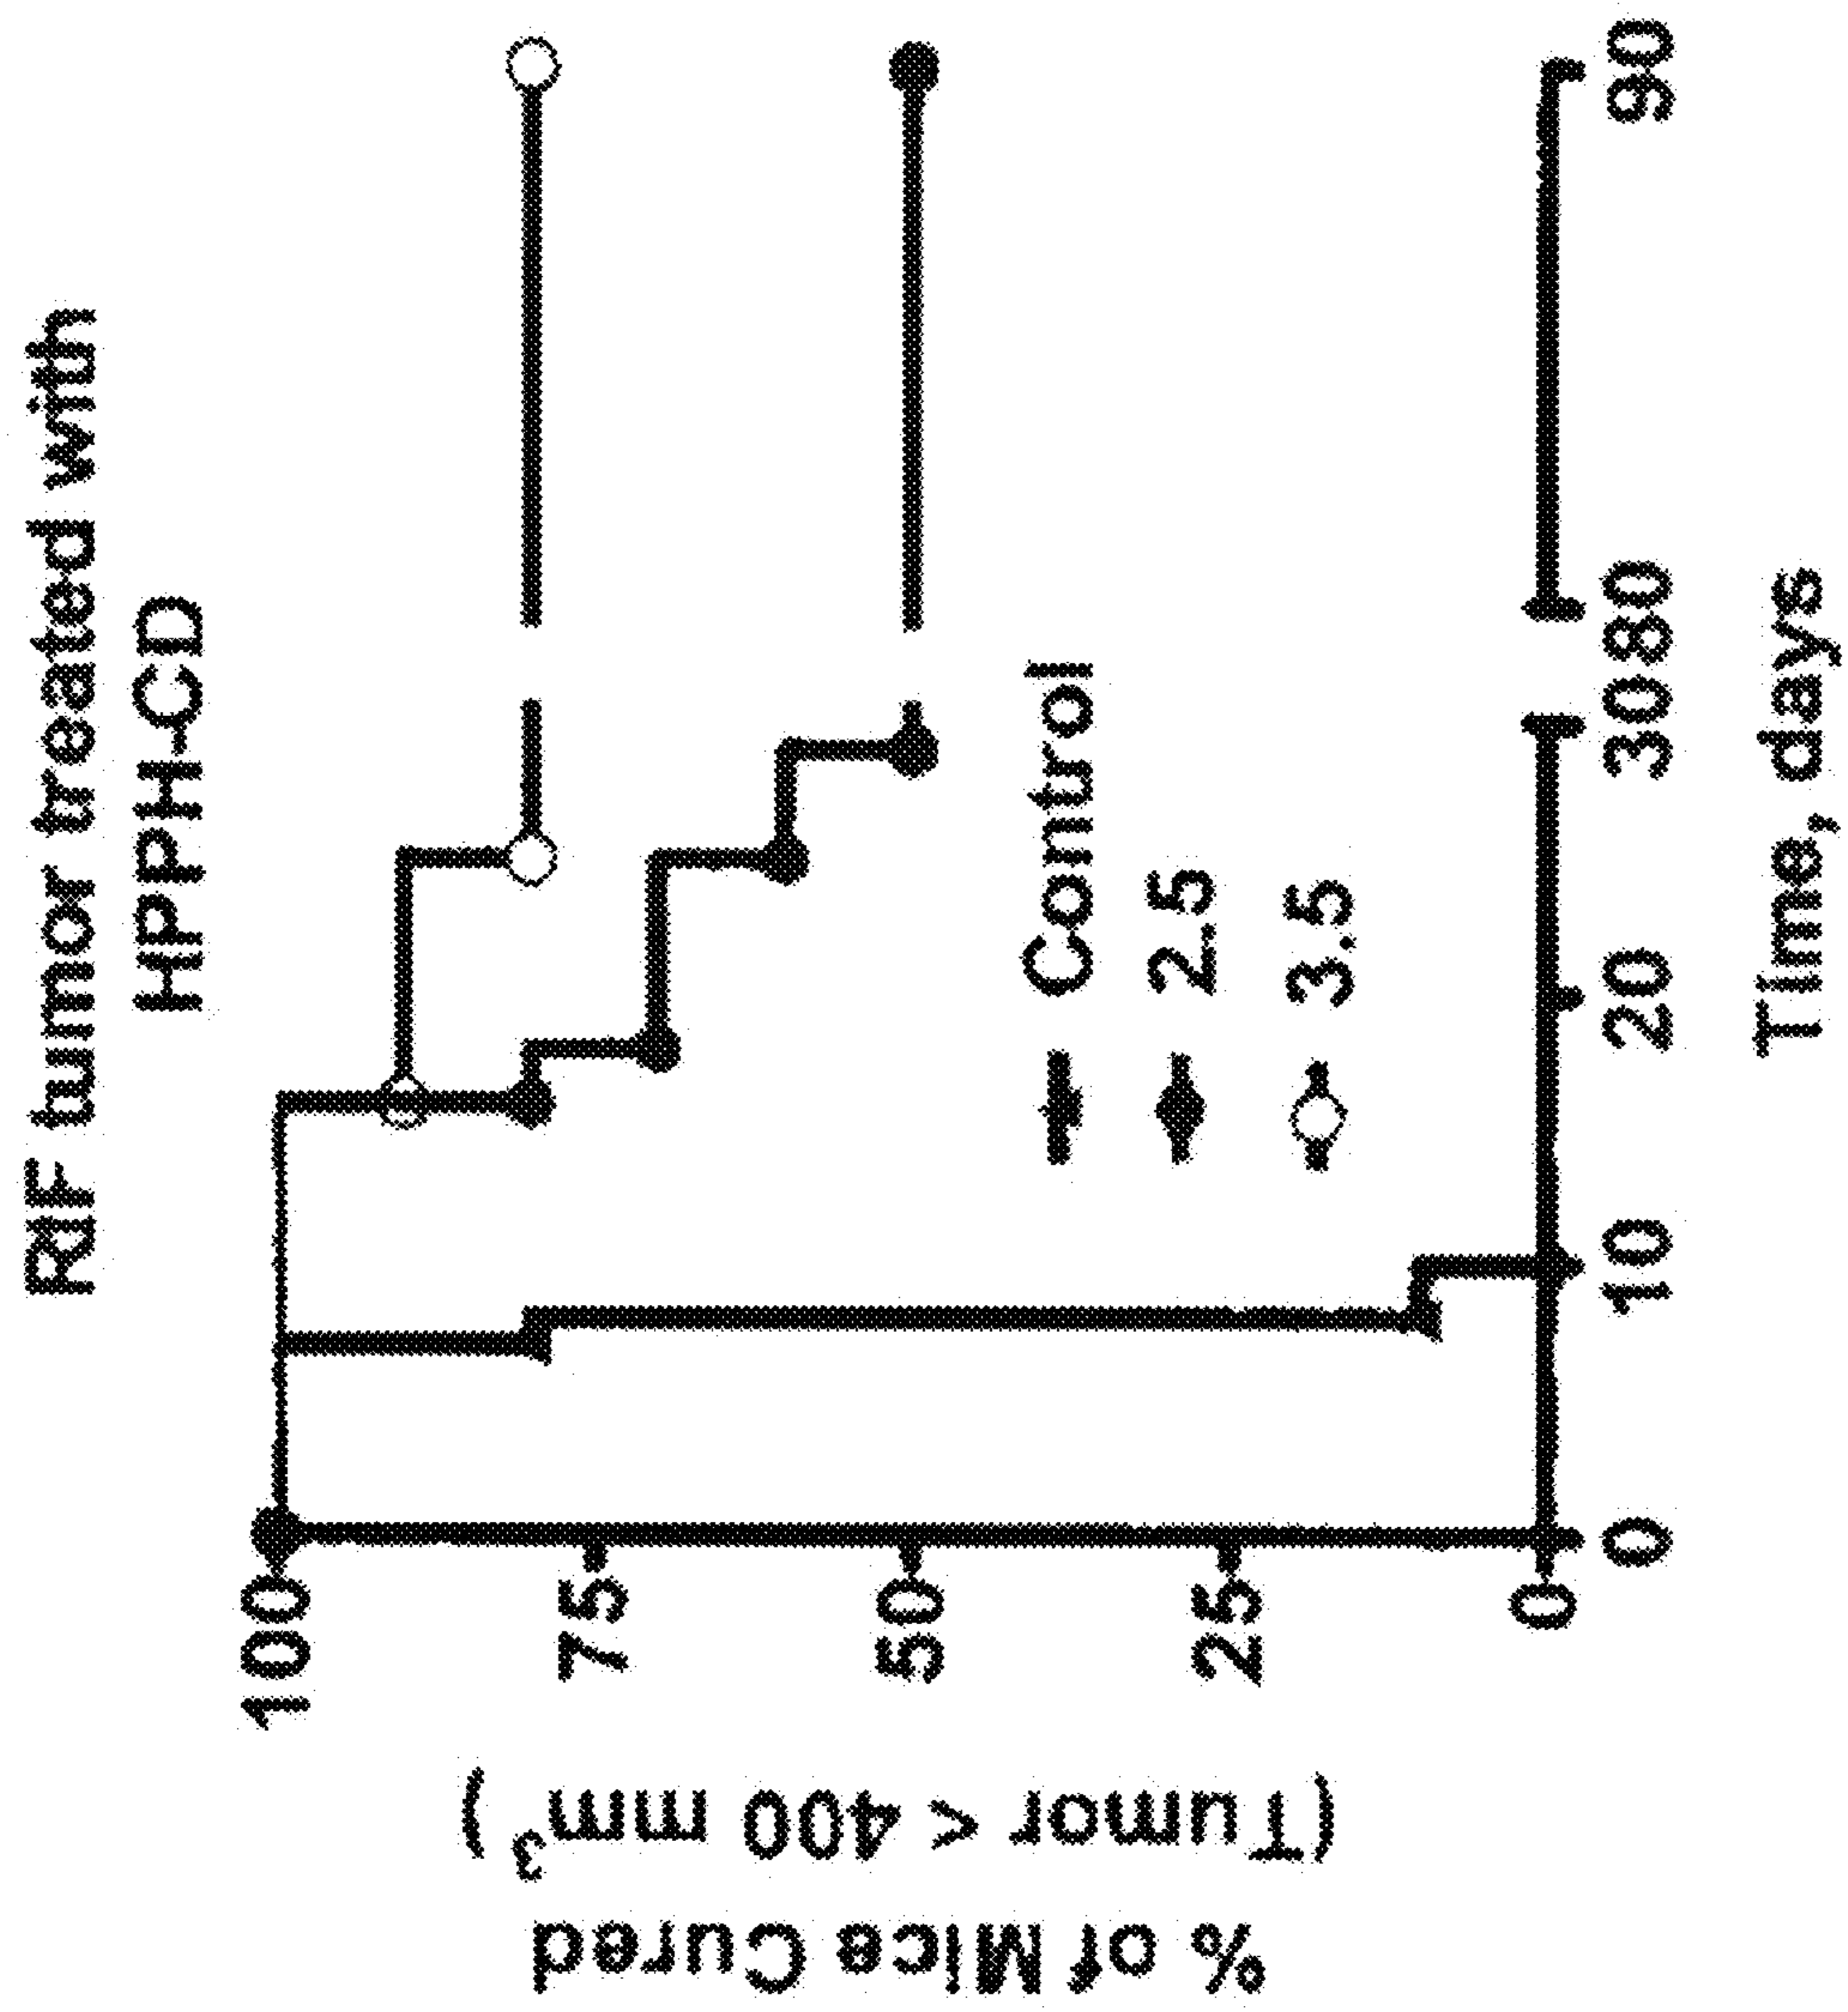 RIF tumor treated with
HPPH-CD
% of Mice Cured
(Tumor < 400 mm³)
100
75
50
25
0
Control
2.5
3.5
0
10
20
30
80
90
Time, days